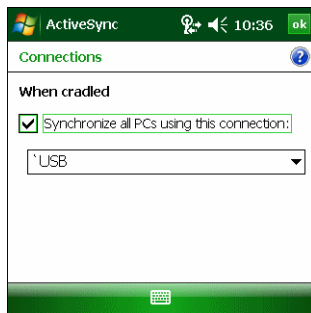 ActiveSync 10:36 ok
Connections ?
When cradled
Synchronize all PCs using this connection:
`USB